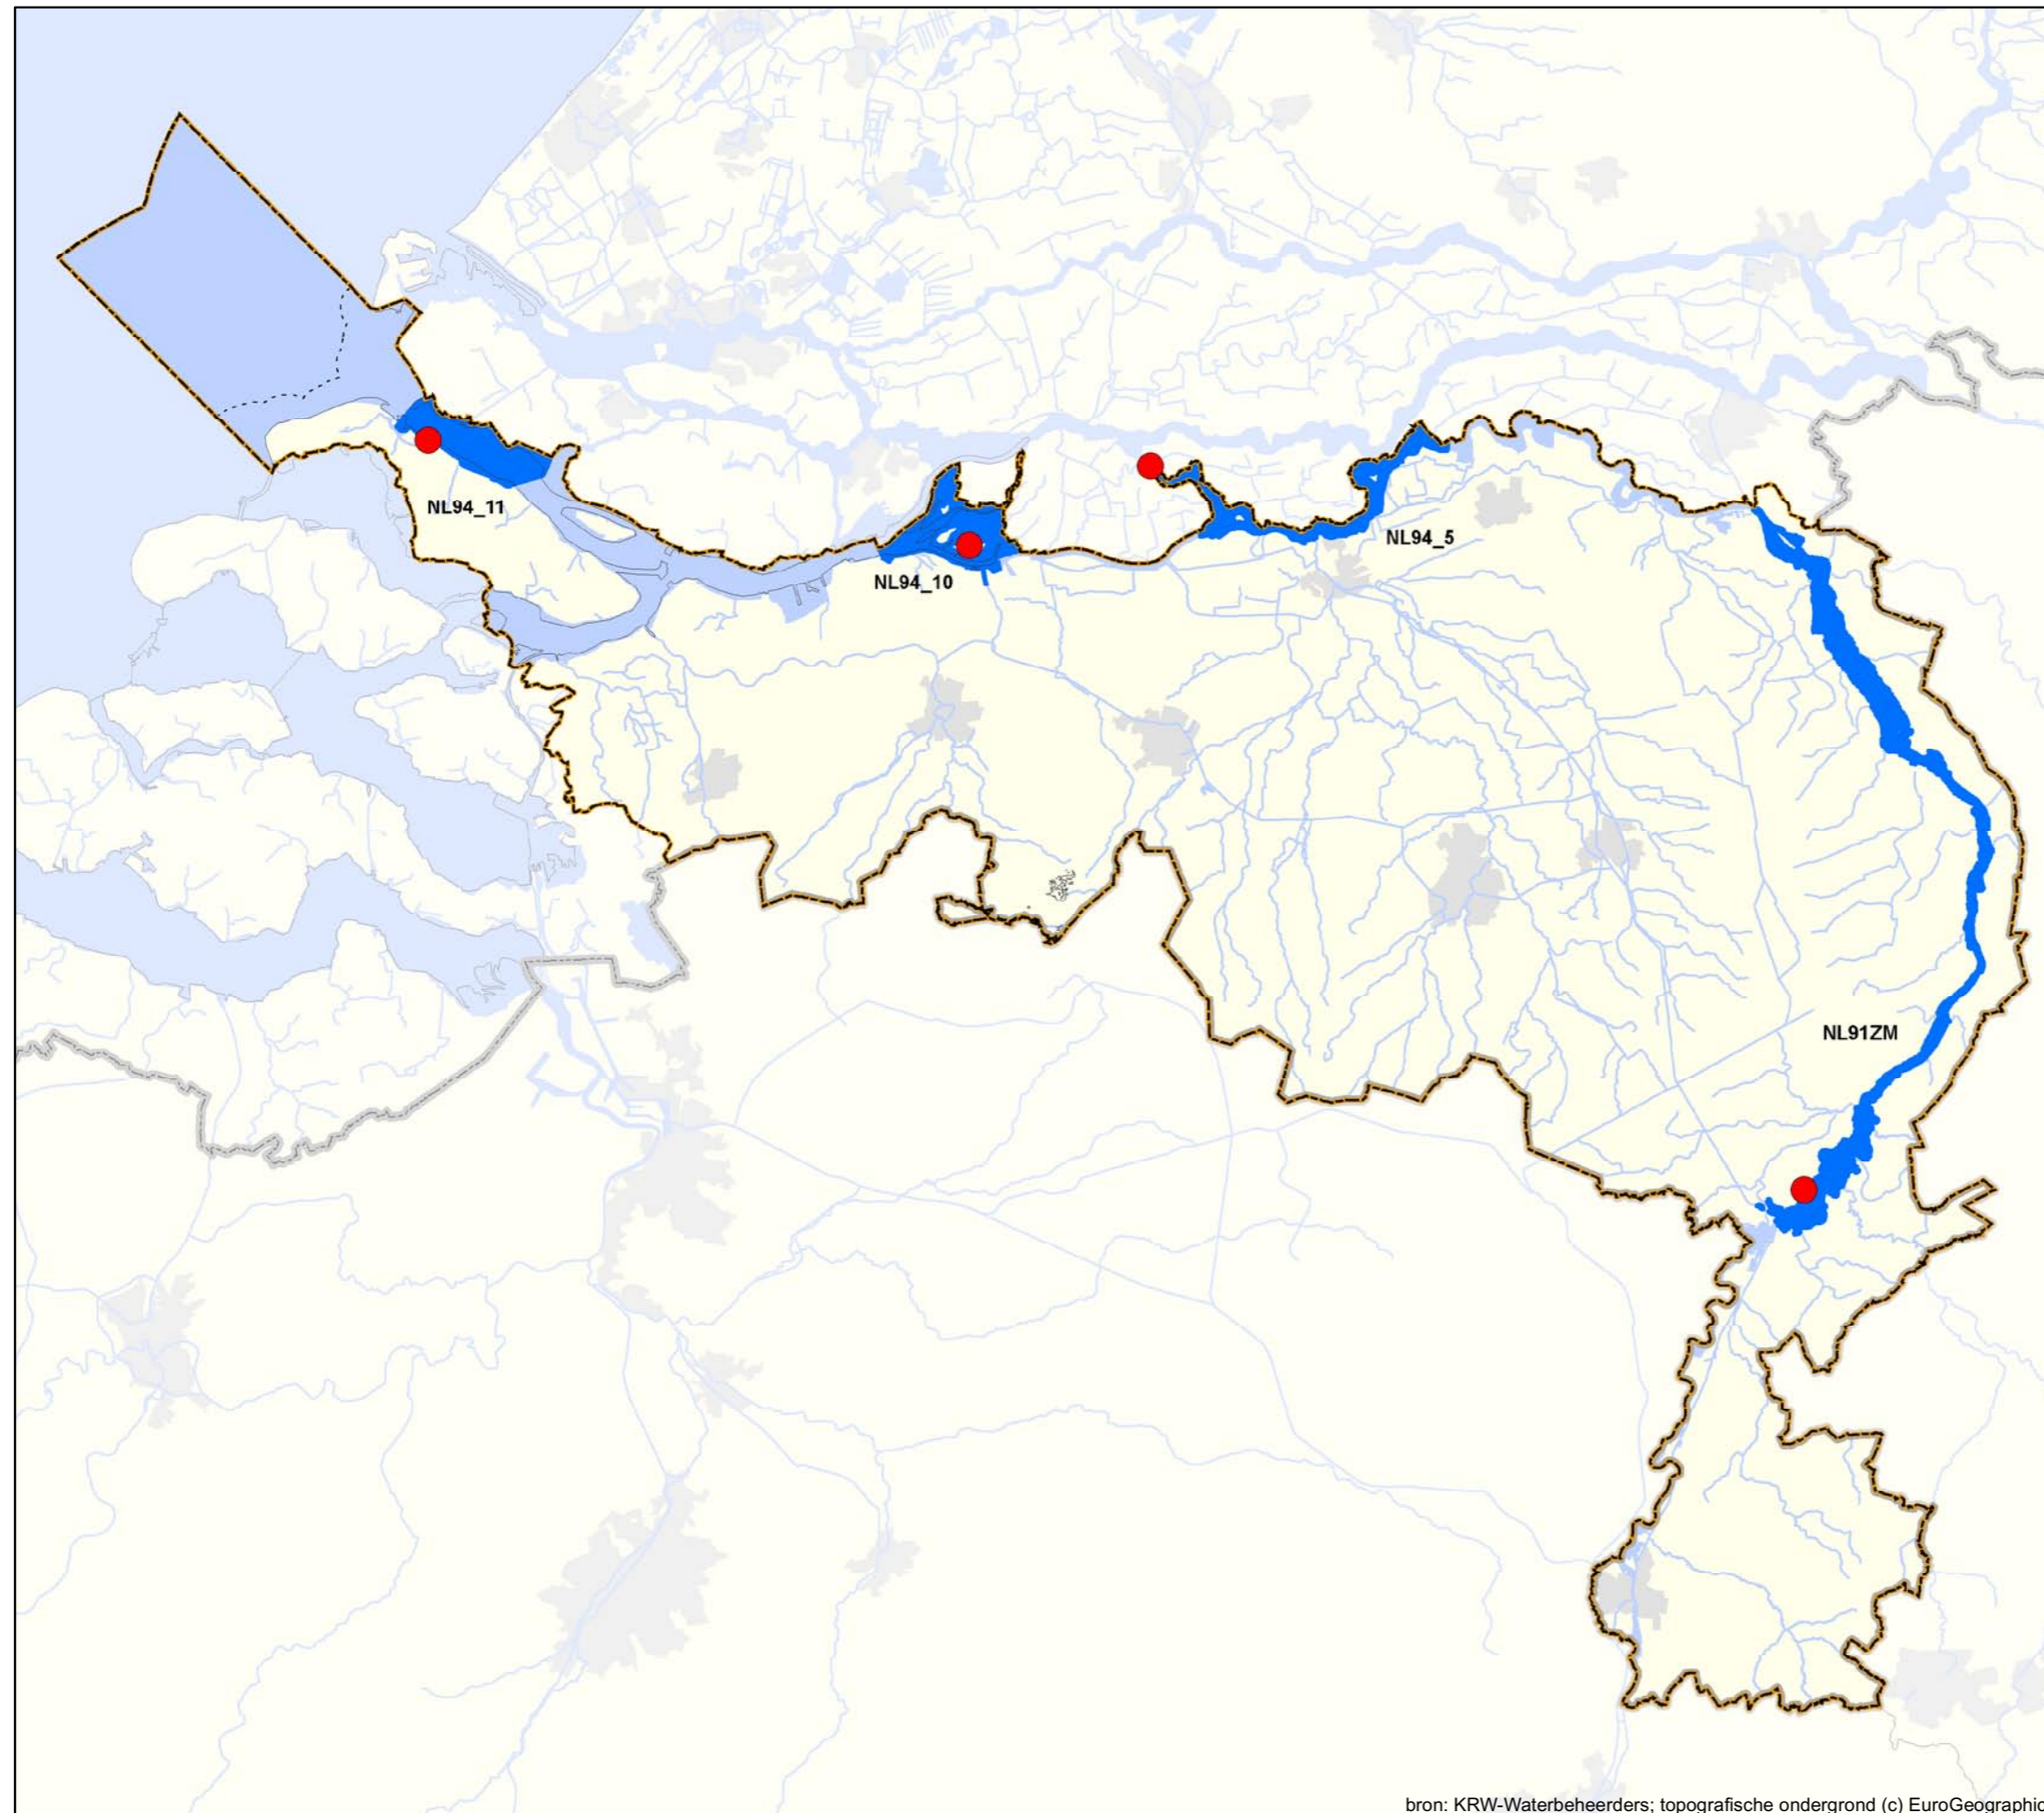 NL94_11
NL94_5
NL94_10
NL91ZM
bron: KRW-Waterbeheerders; topografische ondergrond (c) EuroGeographic